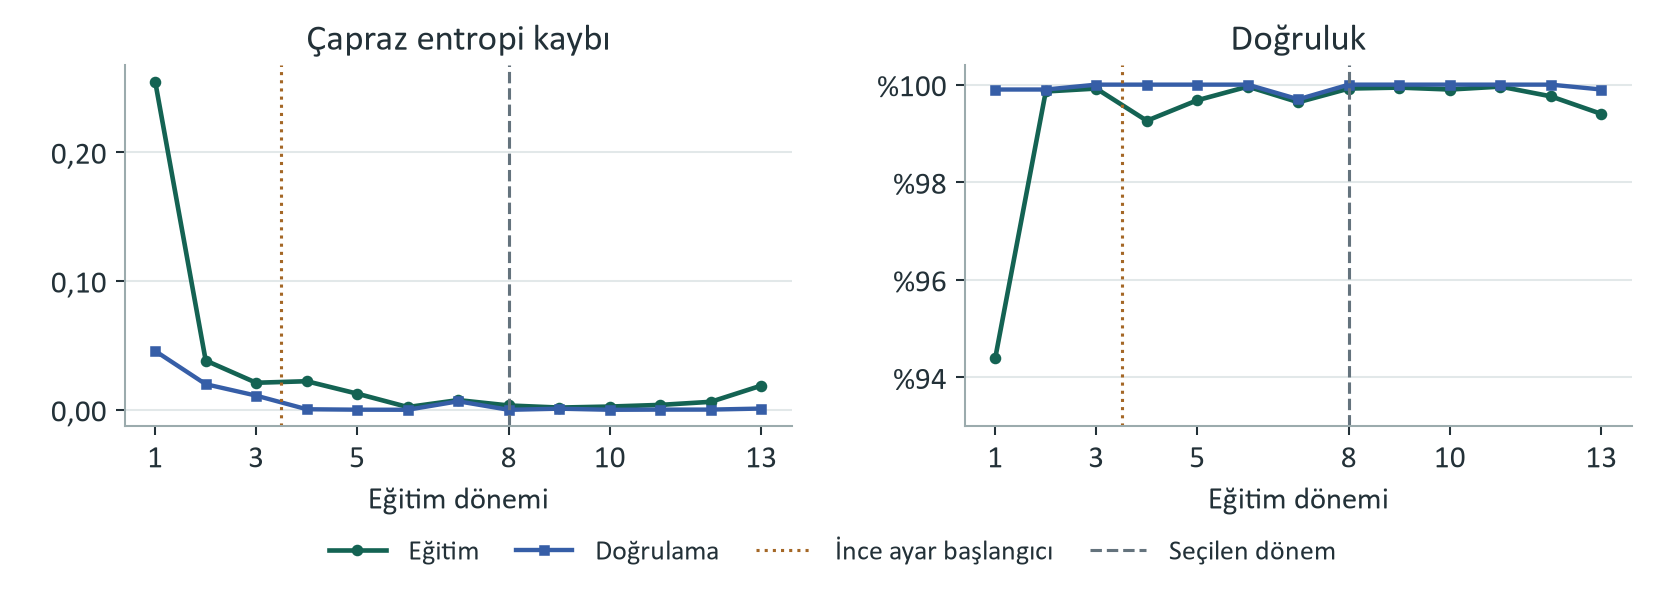 Çapraz entropi kaybı
0,20
0,10
0,00
1 3 5 8 10 13
Eğitim dönemi
Doğruluk
%100
%98
%96
%94
1 3 5 8 10 13
Eğitim dönemi
Eğitim Doğrulama İnce ayar başlangıcı Seçilen dönem